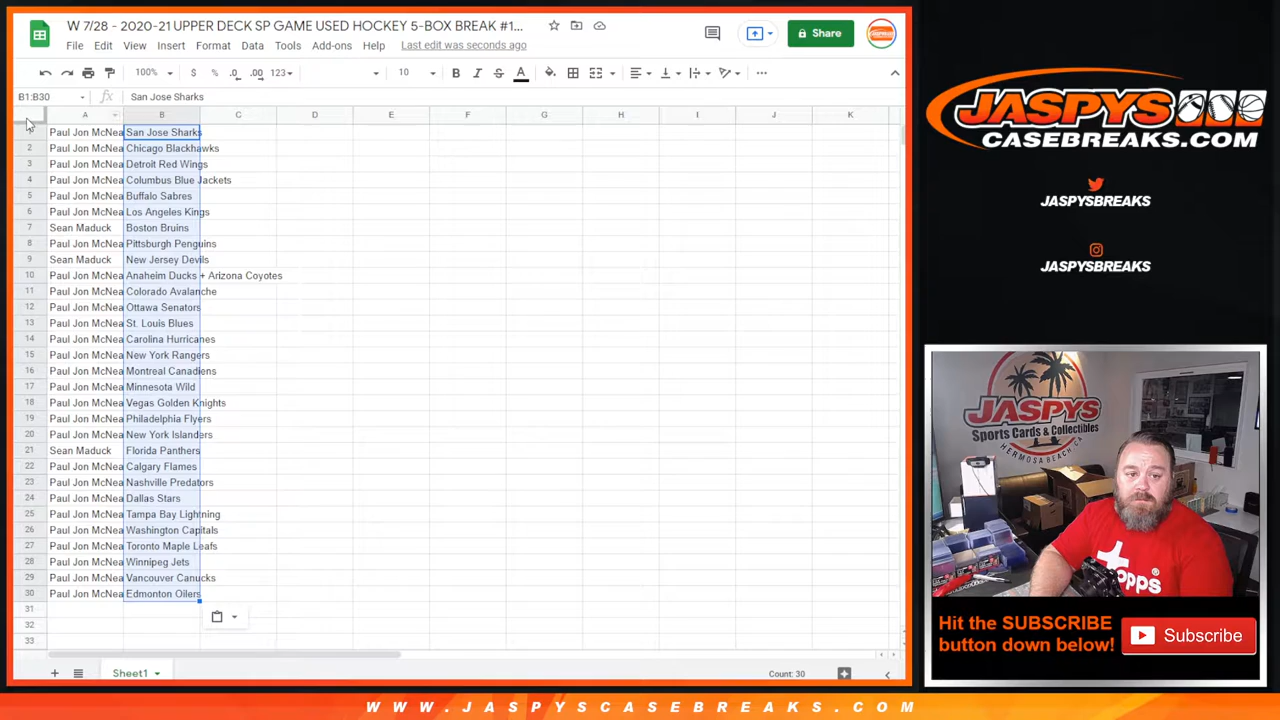 W 7/28 - 2020-21 UPPER DECK SP GAME USED HOCKEY 5-BOX BREAK #1...
File Edit View Insert Format Data Tools Add-ons Help Last edit was seconds ago
Share
100% $ % .0 .00 123 10 B I S A
B1:B30 fx San Jose Sharks
A B C D E F G H I J K
Paul Jon McNea San Jose Sharks
2 Paul Jon McNea Chicago Blackhawks
3 Paul Jon McNea Detroit Red Wings
4 Paul Jon McNea Columbus Blue Jackets
5 Paul Jon McNea Buffalo Sabres
6 Paul Jon McNea Los Angeles Kings
7 Sean Maduck Boston Bruins
8 Paul Jon McNea Pittsburgh Penguins
9 Sean Maduck New Jersey Devils
10 Paul Jon McNea Anaheim Ducks + Arizona Coyotes
11 Paul Jon McNea Colorado Avalanche
12 Paul Jon McNea Ottawa Senators
13 Paul Jon McNea St. Louis Blues
14 Paul Jon McNea Carolina Hurricanes
15 Paul Jon McNea New York Rangers
16 Paul Jon McNea Montreal Canadiens
17 Paul Jon McNea Minnesota Wild
18 Paul Jon McNea Vegas Golden Knights
19 Paul Jon McNea Philadelphia Flyers
20 Paul Jon McNea New York Islanders
21 Sean Maduck Florida Panthers
22 Paul Jon McNea Calgary Flames
23 Paul Jon McNea Nashville Predators
24 Paul Jon McNea Dallas Stars
25 Paul Jon McNea Tampa Bay Lightning
26 Paul Jon McNea Washington Capitals
27 Paul Jon McNea Toronto Maple Leafs
28 Paul Jon McNea Winnipeg Jets
29 Paul Jon McNea Vancouver Canucks
30 Paul Jon McNea Edmonton Oilers
31
32
33
Sheet1
Count: 30
JASPYS
CASEBREAKS.COM
JASPYSBREAKS
JASPYSBREAKS
JASPYS
Sports Cards & Collectibles
HERMOSA BEACH CA
topps
Hit the SUBSCRIBE
button down below!
Subscribe
WWW.JASPYSCASEBREAKS.COM